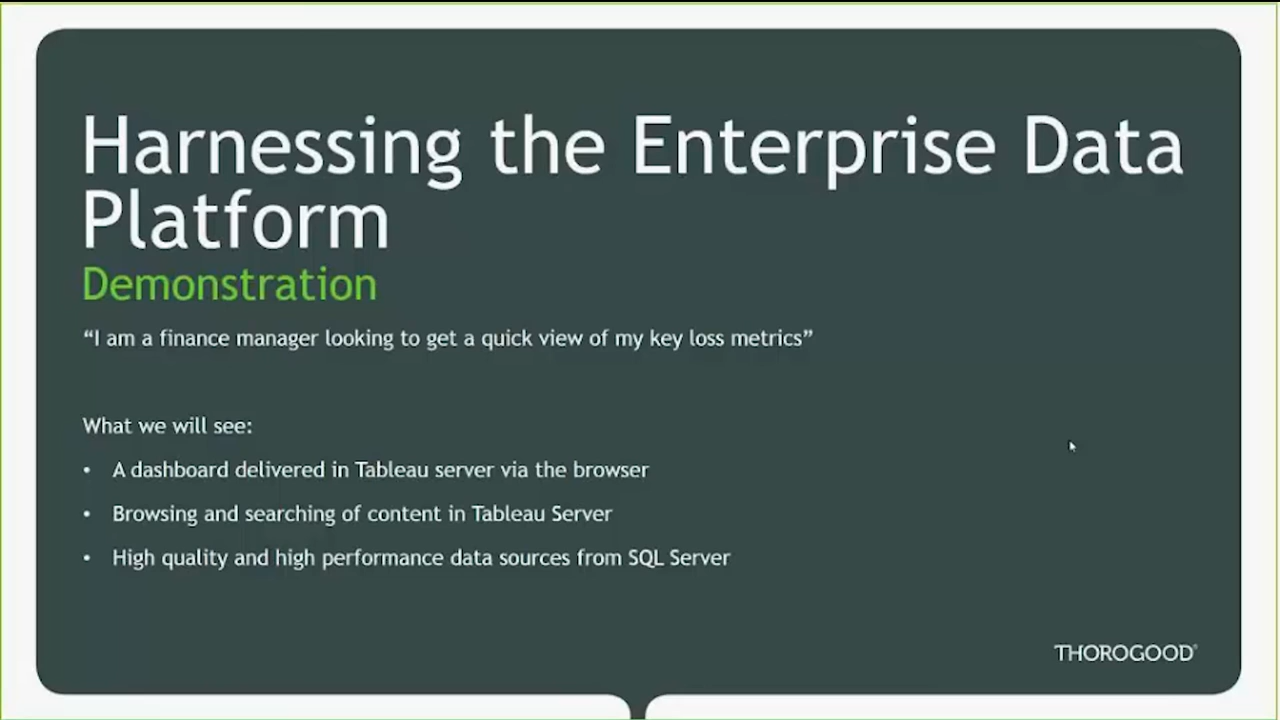 Harnessing the Enterprise Data
Platform
Demonstration
“I am a finance manager looking to get a quick view of my key loss metrics”
What we will see:
• A dashboard delivered in Tableau server via the browser
• Browsing and searching of content in Tableau Server
• High quality and high performance data sources from SQL Server
THOROGOOD®